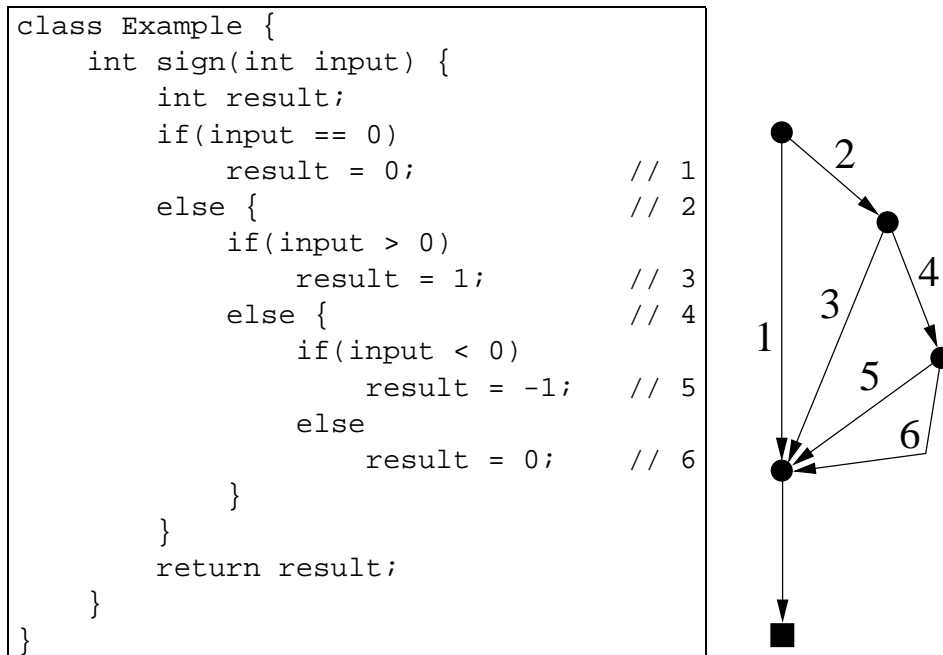 class Example {
    int sign(int input) {
        int result;
        if(input == 0)
            result = 0;            // 1
        else {                     // 2
            if(input > 0)
                result = 1;        // 3
            else {                 // 4
                if(input < 0)
                    result = -1;   // 5
                else
                    result = 0;    // 6
            }
        }
        return result;
    }
}
2
4
3
1
5
6